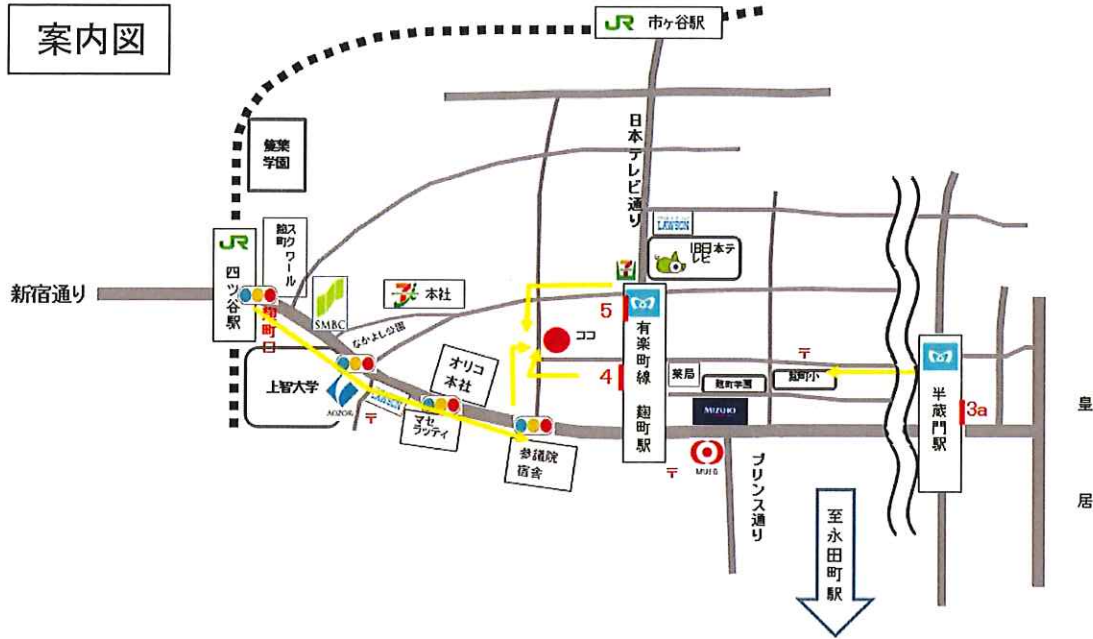 案内図
JR 市ヶ谷駅
雙葉
学園
日本テレビ通り
LAWSON
旧日本テ
レビ
JR
四ツ谷駅
麹町口
麹町
スクワール
新宿通り
SMBC
本社
なかよし公園
上智大学
AOZORA
〒
LAWSON
オリコ
本社
マセ
ラッティ
参議院
宿舎
5
4
ココ
有楽町線 麹町駅
薬局
麹町学園
〒
麹町小
MIZUHO
〒
MUFG
プリンス通り
至永田町駅
半蔵門駅
3a
皇
居